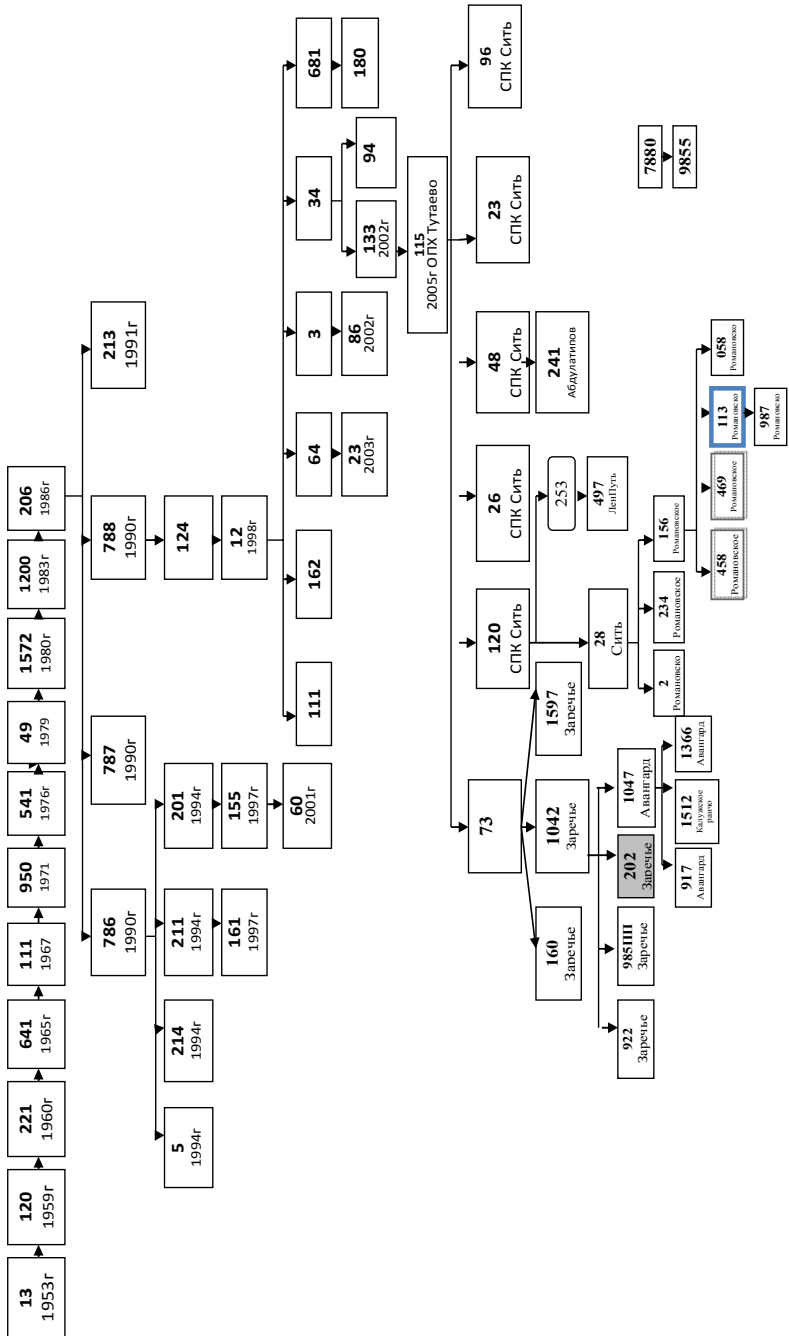 13
1953г
120
1959г
221
1960г
641
1965г
111
1967
950
1971
541
1976г
49
1979
1572
1980г
1200
1983г
206
1986г
786
1990г
787
1990г
788
1990г
213
1991г
5
1994г
214
1994г
211
1994г
201
1994г
124
161
1997г
155
1997г
12
1998г
60
2001г
111
162
64
3
34
681
23
2003г
86
2002г
133
2002г
94
180
115
2005г ОПХ Тутаево
73
120
СПК Сить
26
СПК Сить
48
СПК Сить
23
СПК Сить
96
СПК Сить
160
Заречье
1042
Заречье
1597
Заречье
253
241
Абдулатипов
497
ЛенПуть
28
Сить
922
Заречье
985ПП
Заречье
202
Заречье
1047
Авангард
2
Романовско
234
Романовское
156
Романовское
917
Авангард
1512
Калужское
ранчо
1366
Авангард
458
Романовское
469
Романовское
113
Романовско
058
Романовско
987
Романовско
7880
9855